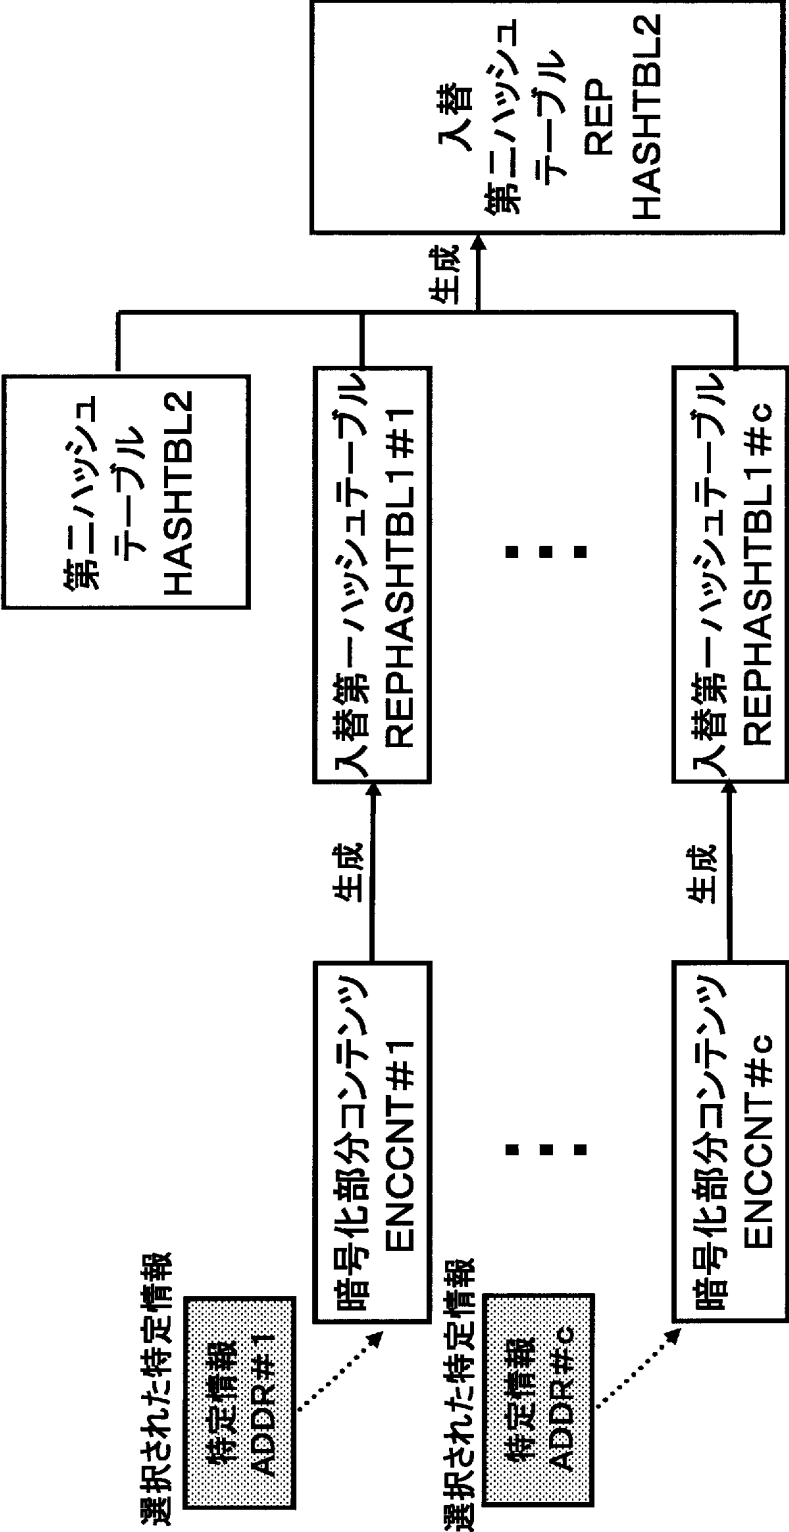 選択された特定情報
特定情報
ADDR#1
暗号化部分コンテンツ
ENCCNT#1
生成
入替第一ハッシュテーブル
REPHASHTBL1#1
第二ハッシュ
テーブル
HASHTBL2
選択された特定情報
特定情報
ADDR#c
暗号化部分コンテンツ
ENCCNT#c
生成
入替第一ハッシュテーブル
REPHASHTBL1#c
生成
入替
第二ハッシュ
テーブル
REP
HASHTBL2